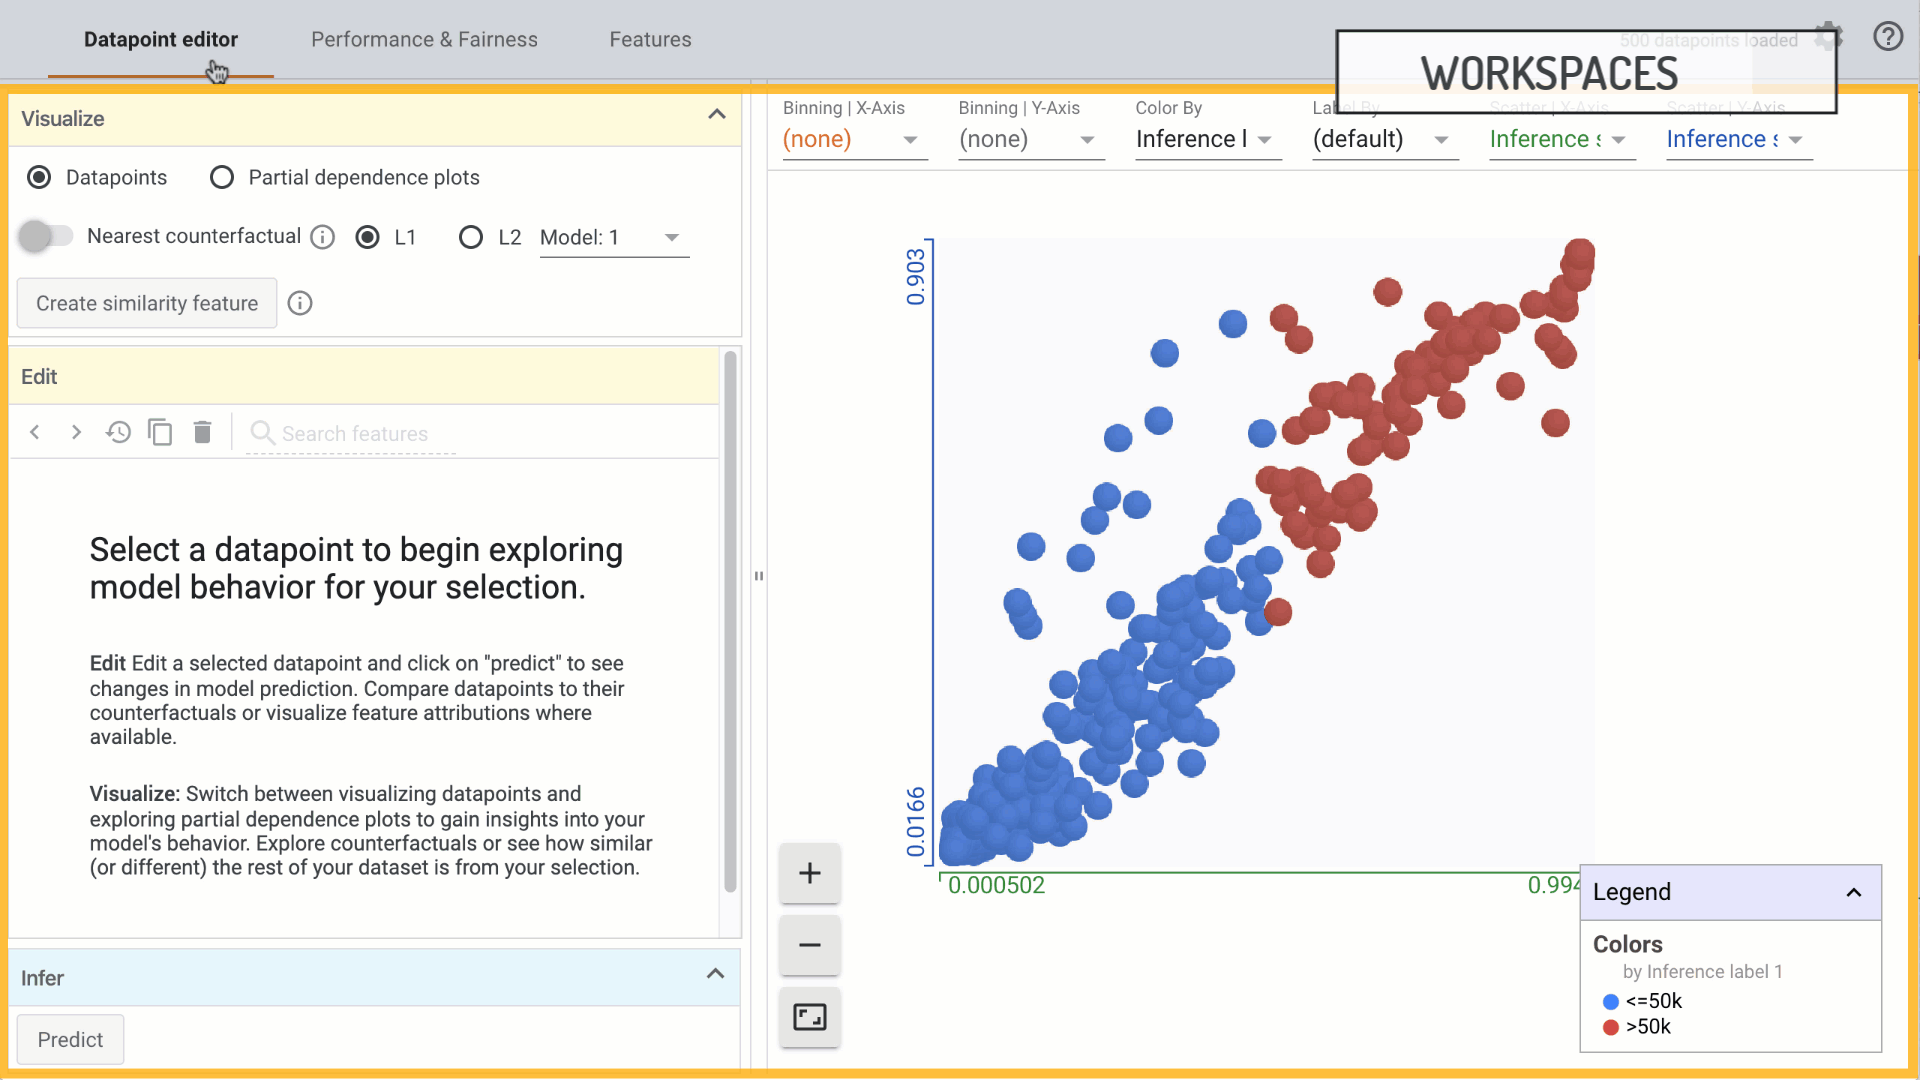 Datapoint editor
Performance & Fairness
Features
500 datapoints loaded
WORKSPACES
Visualize
Datapoints
Partial dependence plots
Nearest counterfactual
L1
L2
Model: 1
Create similarity feature
Edit
Search features
Select a datapoint to begin exploring
model behavior for your selection.
Edit Edit a selected datapoint and click on "predict" to see
changes in model prediction. Compare datapoints to their
counterfactuals or visualize feature attributions where
available.
Visualize: Switch between visualizing datapoints and
exploring partial dependence plots to gain insights into your
model's behavior. Explore counterfactuals or see how similar
(or different) the rest of your dataset is from your selection.
Infer
Predict
Binning | X-Axis
Binning | Y-Axis
Color By
Label By
Scatter | X-Axis
Scatter | Y-Axis
(none)
(none)
Inference l
(default)
Inference s
Inference s
0.903
0.0166
0.000502
0.994
Legend
Colors
by Inference label 1
<=50k
>50k